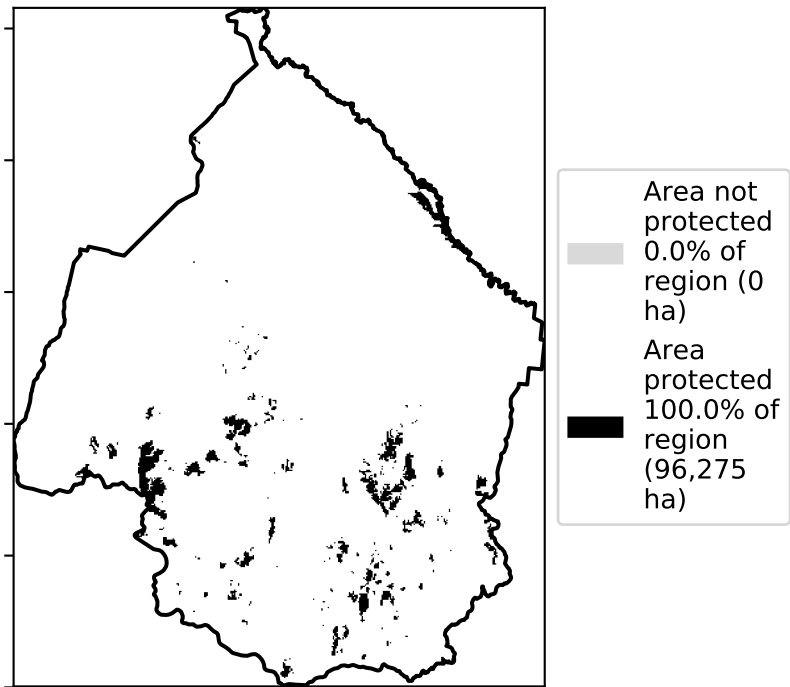 Area not
protected
0.0% of
region (0
ha)
Area
protected
100.0% of
region
(96,275
ha)